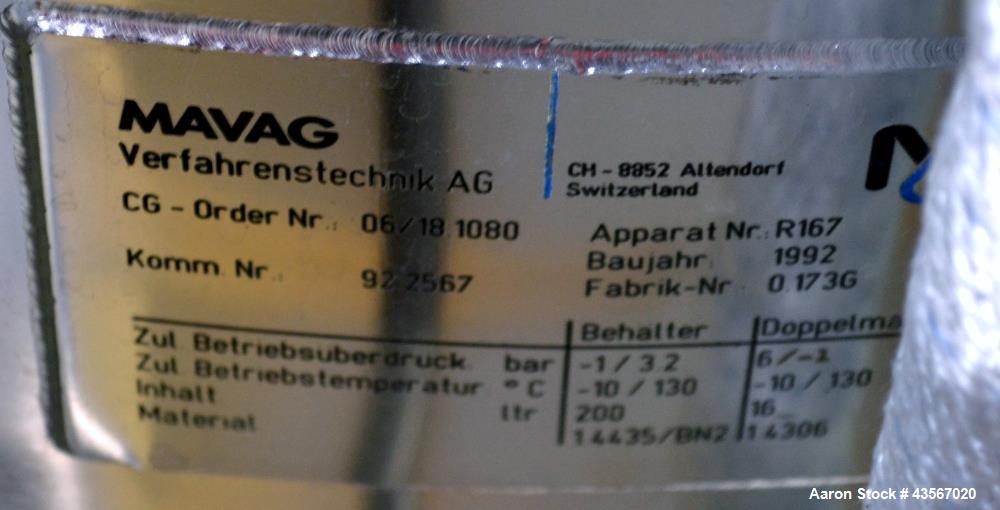 MAVAG
Verfahrenstechnik AG
CH - 8852 Altendorf
Switzerland
CG - Order Nr.: 06/18.1080
Apparat Nr.: R167
Komm. Nr.: 92.2567
Baujahr: 1992
Fabrik-Nr 0.173G
Behälter
Zul. Betriebsüberdruck bar -1 / 3.2 6 / -1
Zul. Betriebstemperatur °C -10 / 130 -10 / 130
Inhalt ltr 200 16
Material 1.4435/BN2 1.4306
Aaron Stock # 43567020